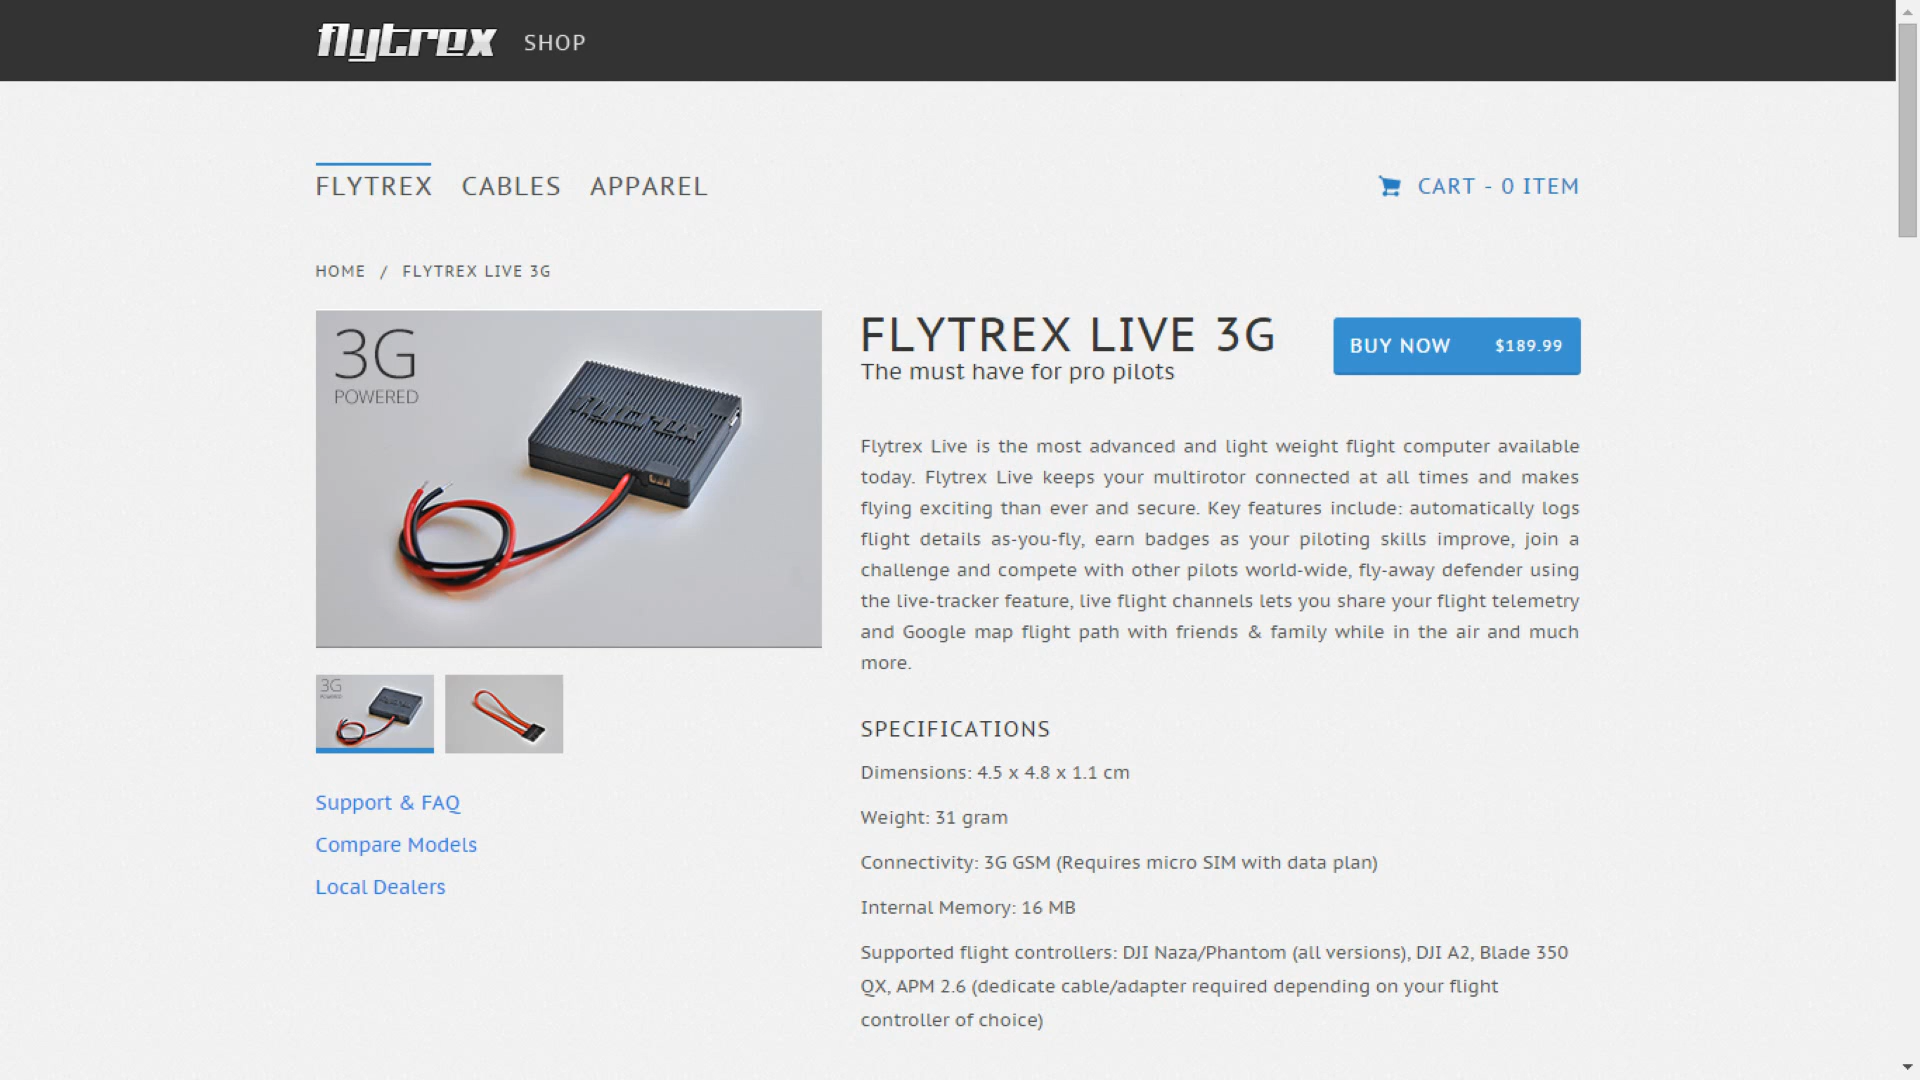 flytrex SHOP
FLYTREX CABLES APPAREL
CART - 0 ITEM
HOME / FLYTREX LIVE 3G
3G
POWERED
flytrex
FLYTREX LIVE 3G
The must have for pro pilots
BUY NOW $189.99
Flytrex Live is the most advanced and light weight flight computer available
today. Flytrex Live keeps your multirotor connected at all times and makes
flying exciting than ever and secure. Key features include: automatically logs
flight details as-you-fly, earn badges as your piloting skills improve, join a
challenge and compete with other pilots world-wide, fly-away defender using
the live-tracker feature, live flight channels lets you share your flight telemetry
and Google map flight path with friends & family while in the air and much
more.
3G
POWERED
Support & FAQ
Compare Models
Local Dealers
SPECIFICATIONS
Dimensions: 4.5 x 4.8 x 1.1 cm
Weight: 31 gram
Connectivity: 3G GSM (Requires micro SIM with data plan)
Internal Memory: 16 MB
Supported flight controllers: DJI Naza/Phantom (all versions), DJI A2, Blade 350
QX, APM 2.6 (dedicate cable/adapter required depending on your flight
controller of choice)